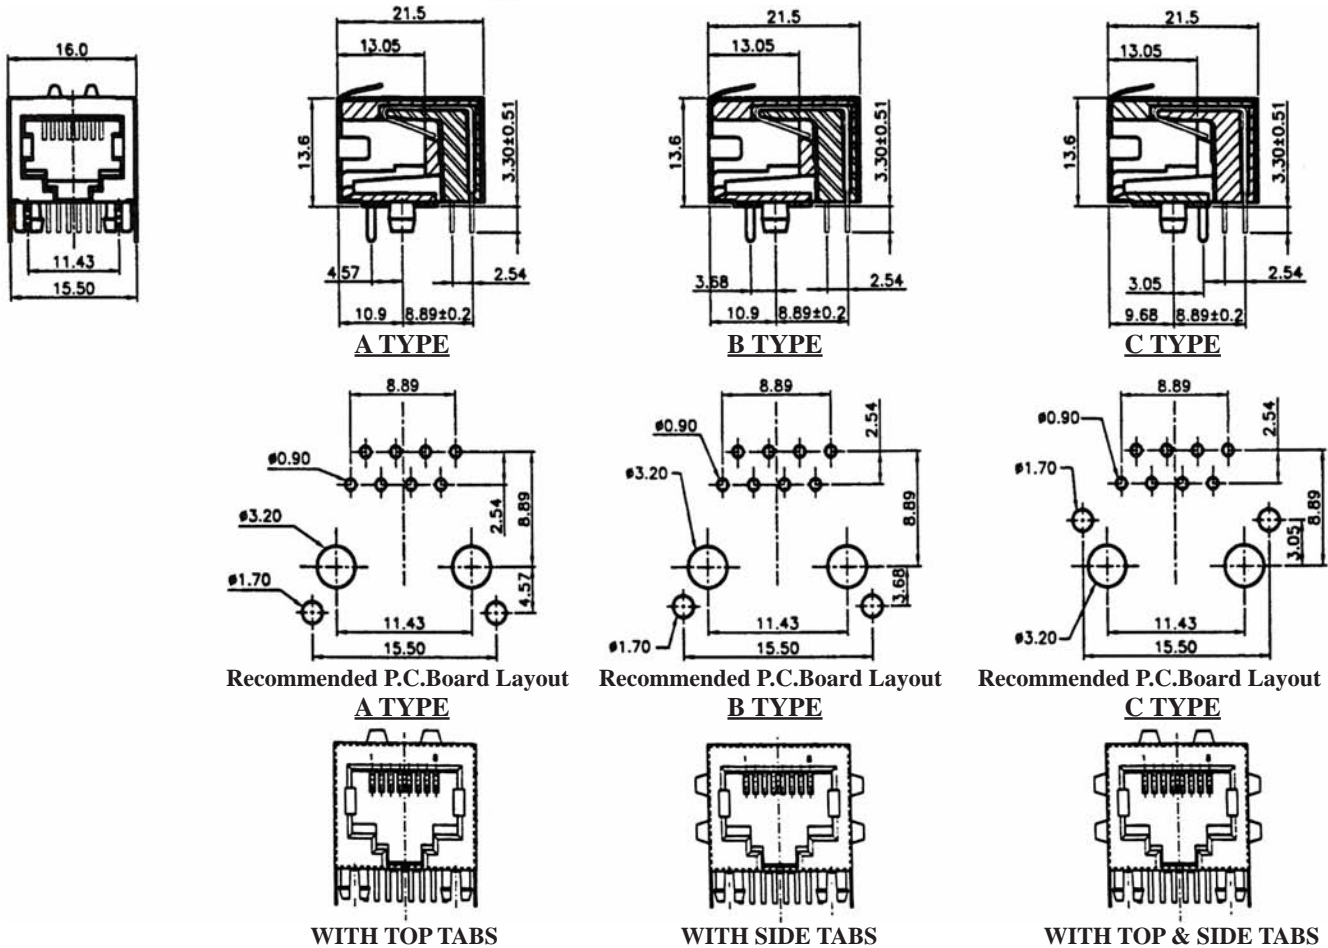 16.0
11.43
15.50
21.5
13.05
13.6
3.30±0.51
4.57
2.54
10.9
8.89±0.2
A TYPE
21.5
13.05
13.6
3.30±0.51
3.68
2.54
10.9
8.89±0.2
B TYPE
21.5
13.05
13.6
3.30±0.51
3.05
2.54
9.68
8.89±0.2
C TYPE
8.89
ø0.90
2.54
8.89
ø3.20
ø1.70
4.57
11.43
15.50
Recommended P.C.Board Layout
A TYPE
8.89
2.54
ø0.90
ø3.20
8.89
3.68
11.43
ø1.70
15.50
Recommended P.C.Board Layout
B TYPE
8.89
2.54
ø0.90
ø1.70
8.89
3.05
11.43
ø3.20
15.50
Recommended P.C.Board Layout
C TYPE
1 8
WITH TOP TABS
1 8
WITH SIDE TABS
1 8
WITH TOP & SIDE TABS